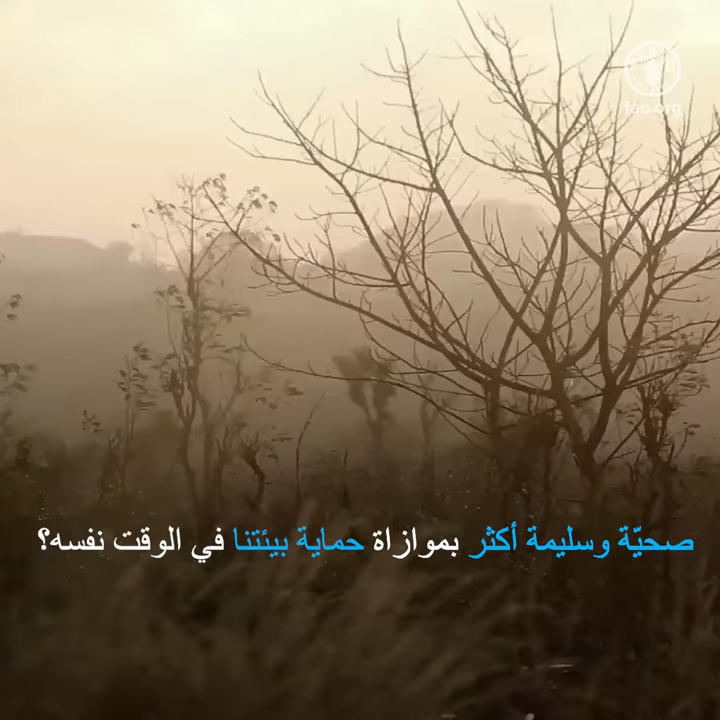 fao.org
صحيّة وسليمة أكثر بموازاة حماية بيئتنا في الوقت نفسه؟